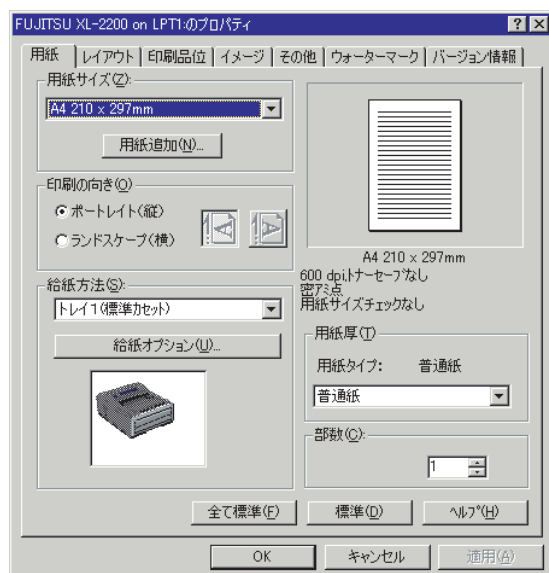 FUJITSU XL-2200 on LPT1:のプロパティ
用紙 レイアウト 印刷品位 イメージ その他 ウォーターマーク バージョン情報
用紙サイズ(Z):
A4 210 x 297mm
用紙追加(N)...
印刷の向き(O)
ポートレイト(縦)
ランドスケープ(横)
給紙方法(S):
トレイ1(標準カセット)
給紙オプション(U)...
A4 210 x 297mm
600 dpi,トナーセーブなし
密アミ点
用紙サイズチェックなし
用紙厚(T)
用紙タイプ: 普通紙
普通紙
部数(C):
1
全て標準(F) 標準(D) ヘルプ(H)
OK キャンセル 適用(A)